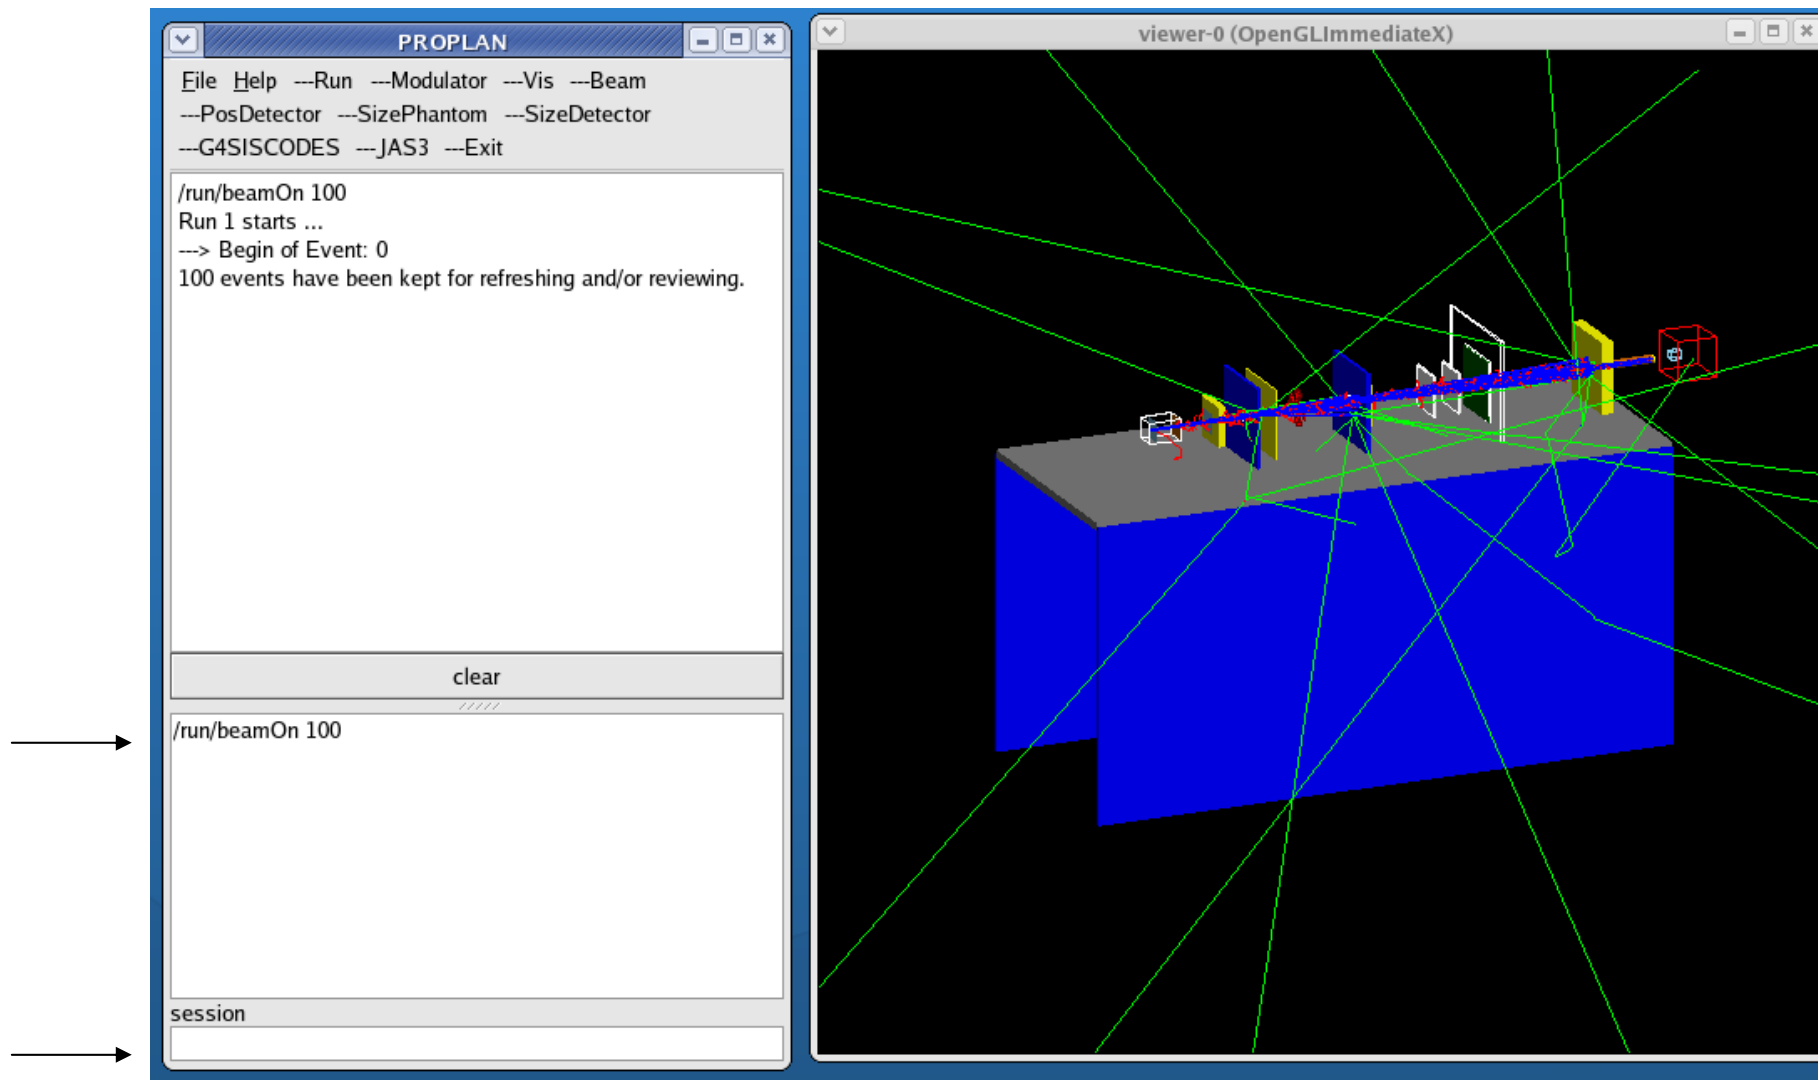 PROPLAN
File Help ---Run ---Modulator ---Vis ---Beam
---PosDetector ---SizePhantom ---SizeDetector
---G4SISCODES ---JAS3 ---Exit
/run/beamOn 100
Run 1 starts ...
---> Begin of Event: 0
100 events have been kept for refreshing and/or reviewing.
clear
/run/beamOn 100
session
viewer-0 (OpenGLImmediateX)